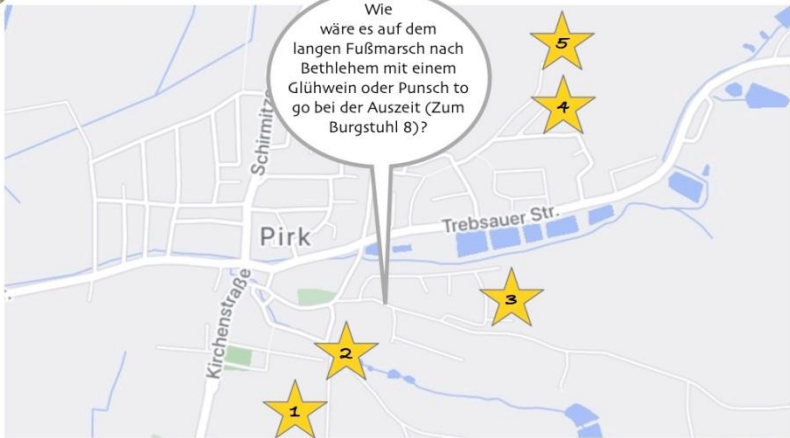 Wie
wäre es auf dem
langen Fußmarsch nach
Bethlehem mit einem
Glühwein oder Punsch to
go bei der Auszeit (Zum
Burgstuhl 8)?
5
4
Schirmitze
Trebsauer Str.
Pirk
3
Kirchenstraße
2
1